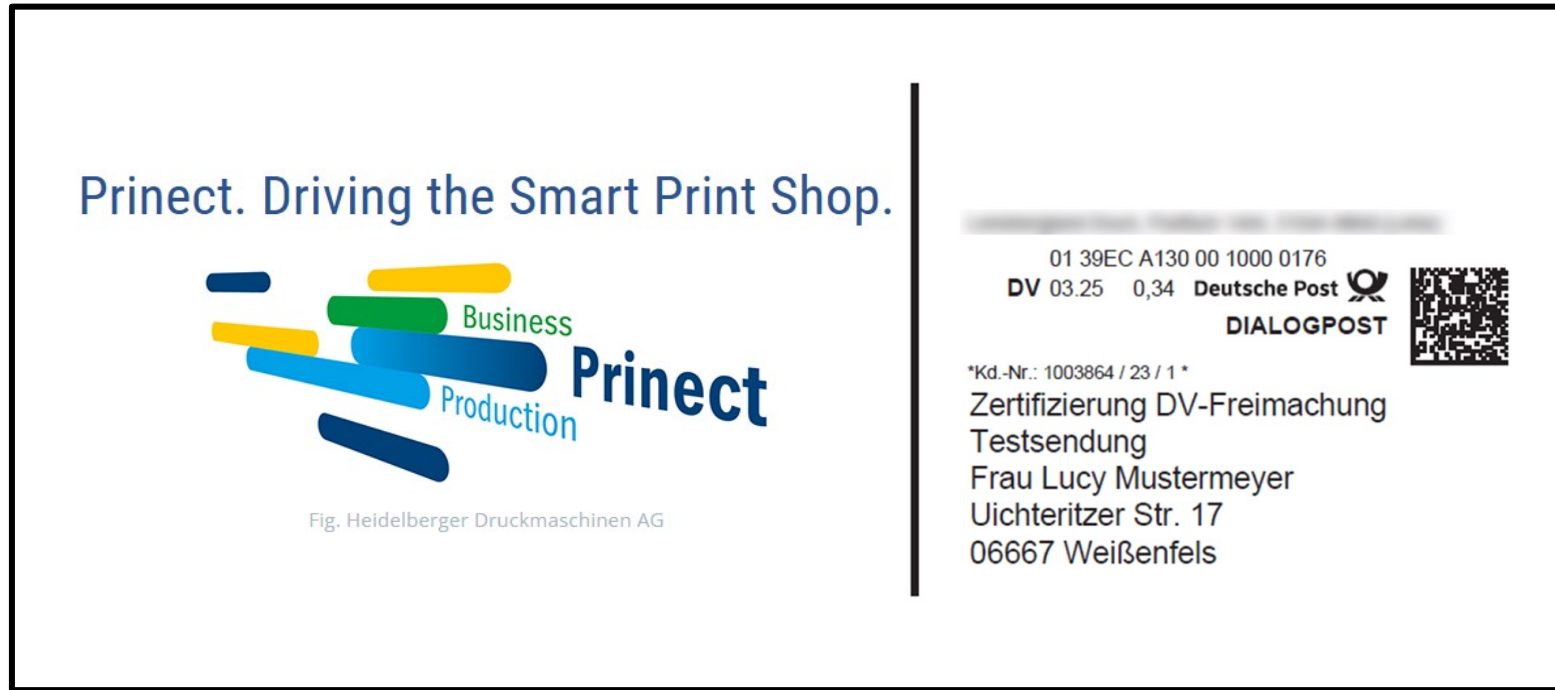 Prinect. Driving the Smart Print Shop.
Business
Prinect
Production
Fig. Heidelberger Druckmaschinen AG
01 39EC A130 00 1000 0176
DV 03.25 0,34 Deutsche Post
DIALOGPOST
*Kd.-Nr.: 1003864 / 23 / 1 *
Zertifizierung DV-Freimachung
Testsendung
Frau Lucy Mustermeyer
Uichteritzer Str. 17
06667 Weißenfels